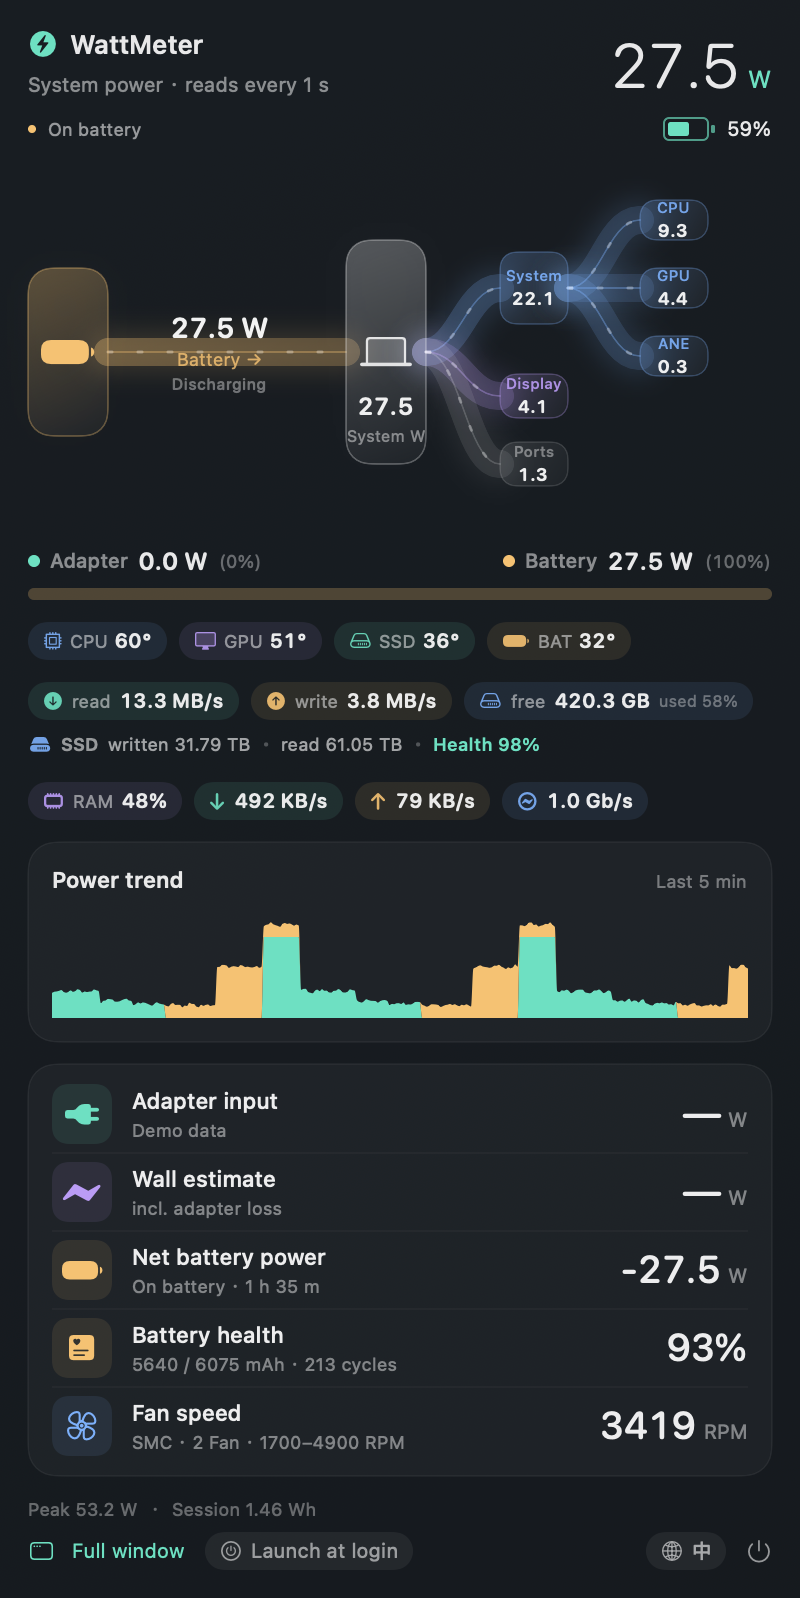 WattMeter
27.5 W
System power · reads every 1 s
On battery
59%
CPU
9.3
System
22.1
GPU
4.4
27.5 W
Battery →
Discharging
ANE
0.3
27.5
System W
Display
4.1
Ports
1.3
Adapter 0.0 W (0%)
Battery 27.5 W (100%)
CPU 60°
GPU 51°
SSD 36°
BAT 32°
read 13.3 MB/s
write 3.8 MB/s
free 420.3 GB used 58%
SSD written 31.79 TB · read 61.05 TB · Health 98%
RAM 48%
↓ 492 KB/s
↑ 79 KB/s
1.0 Gb/s
Power trend
Last 5 min
Adapter input
Demo data
— W
Wall estimate
incl. adapter loss
— W
Net battery power
On battery · 1 h 35 m
-27.5 W
Battery health
5640 / 6075 mAh · 213 cycles
93%
Fan speed
SMC · 2 Fan · 1700–4900 RPM
3419 RPM
Peak 53.2 W · Session 1.46 Wh
Full window
Launch at login
中